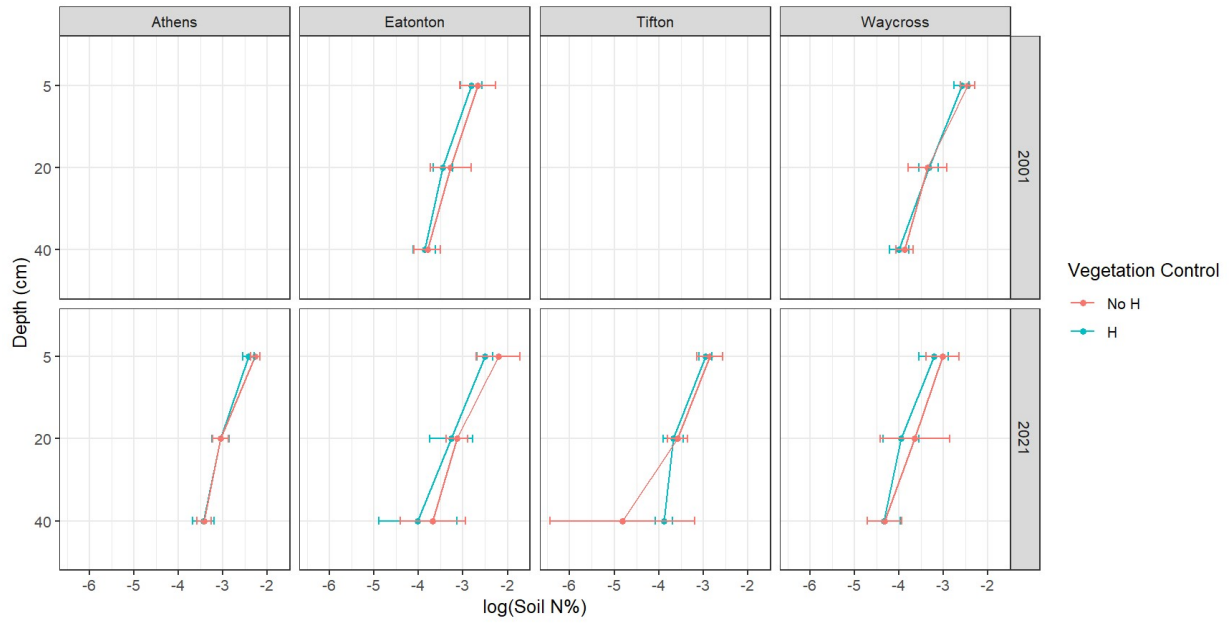 Athens
Eatonton
Tifton
Waycross
5
20
40
2001
5
20
40
2021
Depth (cm)
-6 -5 -4 -3 -2
-6 -5 -4 -3 -2
-6 -5 -4 -3 -2
-6 -5 -4 -3 -2
log(Soil N%)
Vegetation Control
No H
H